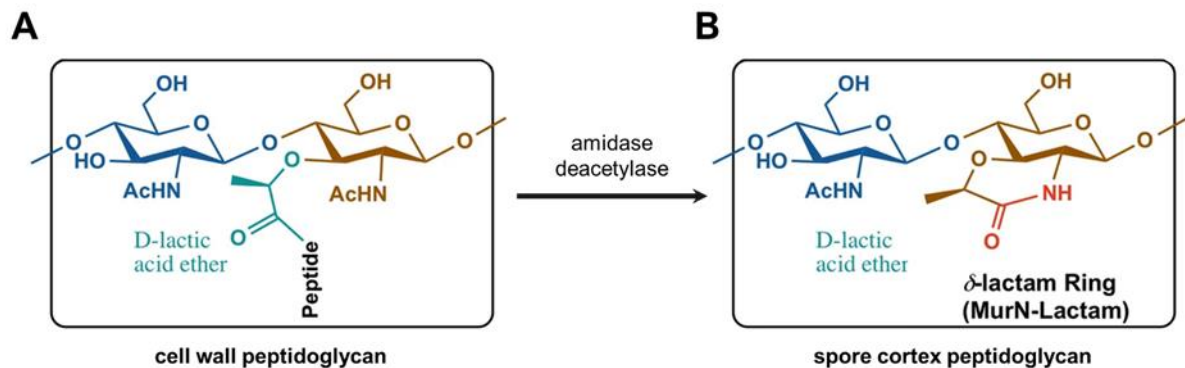 A
OH
O
O
HO
AcHN
O
OH
O
O
O
AcHN
O
D-lactic
acid ether
Peptide
cell wall peptidoglycan
amidase
deacetylase
B
OH
O
O
HO
AcHN
O
OH
O
O
O
NH
O
D-lactic
acid ether
δ-lactam Ring
(MurN-Lactam)
spore cortex peptidoglycan